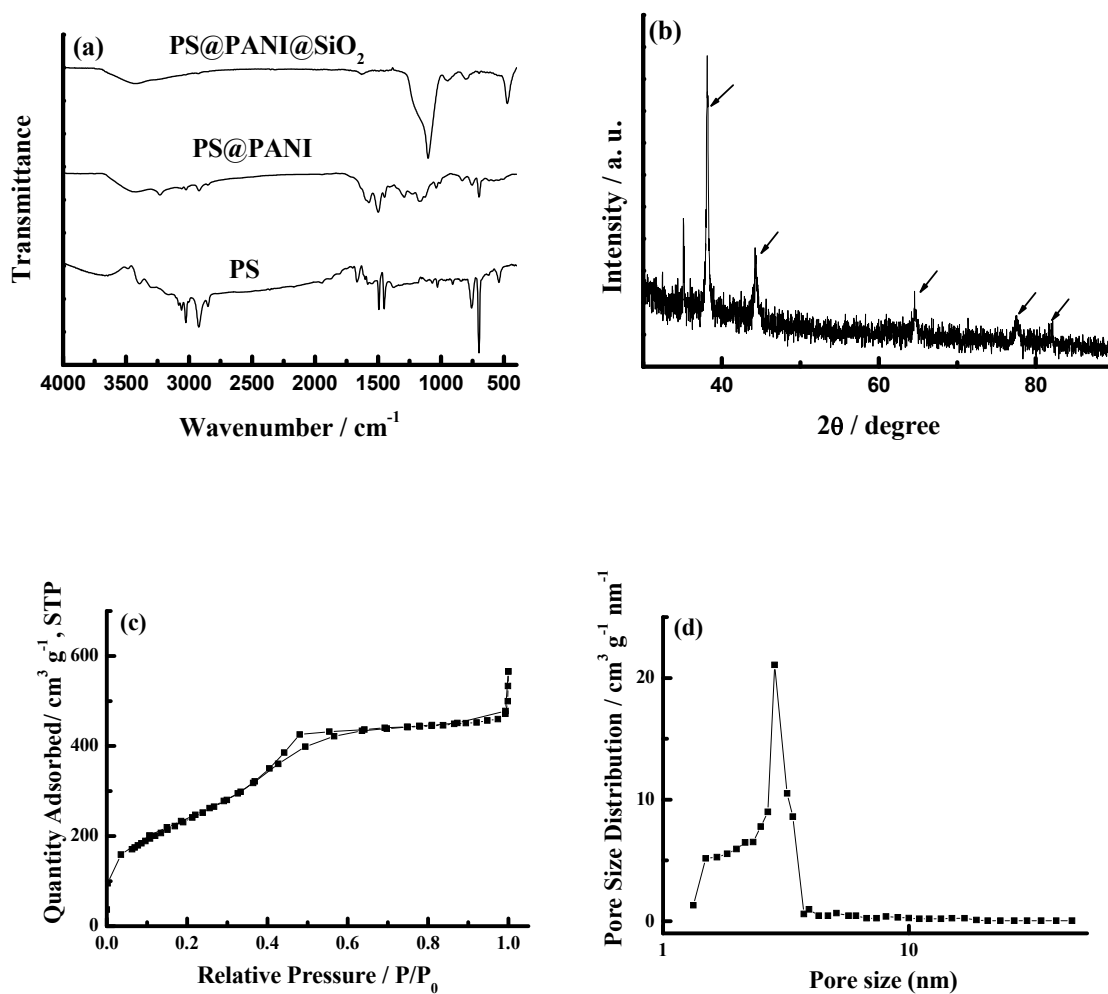 (a)
PS@PANI@SiO₂
PS@PANI
PS
Transmittance
4000 3500 3000 2500 2000 1500 1000 500
Wavenumber / cm⁻¹
(b)
Intensity / a. u.
40 60 80
2θ / degree
(c)
Quantity Adsorbed/ cm³ g⁻¹, STP
600
400
200
0
0.0 0.2 0.4 0.6 0.8 1.0
Relative Pressure / P/P₀
(d)
Pore Size Distribution / cm³ g⁻¹ nm⁻¹
20
10
0
1 10
Pore size (nm)